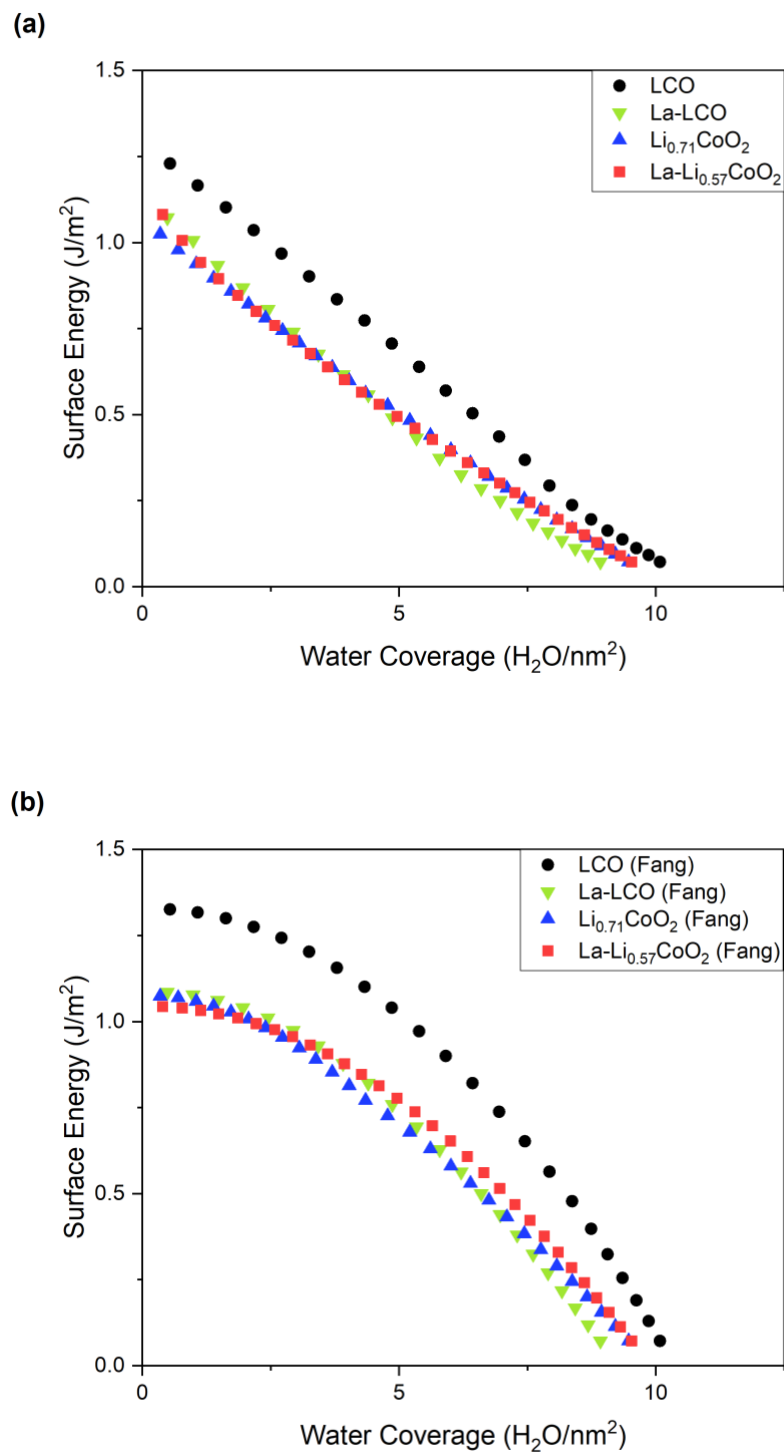 (a)
1.5
1.0
0.5
0.0
Surface Energy (J/m²)
LCO
La-LCO
Li₀.₇₁CoO₂
La-Li₀.₅₇CoO₂
0
5
10
Water Coverage (H₂O/nm²)
(b)
1.5
1.0
0.5
0.0
Surface Energy (J/m²)
LCO (Fang)
La-LCO (Fang)
Li₀.₇₁CoO₂ (Fang)
La-Li₀.₅₇CoO₂ (Fang)
0
5
10
Water Coverage (H₂O/nm²)